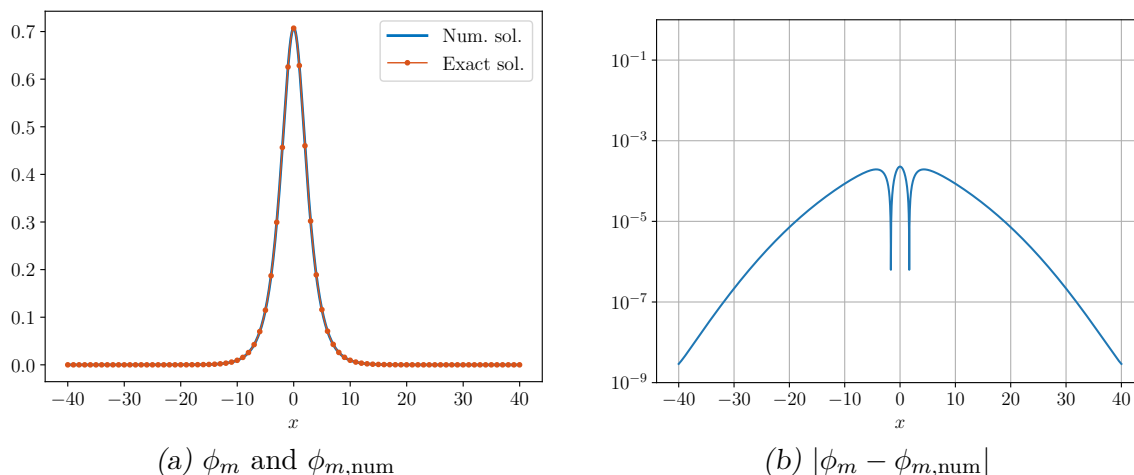 0.7
0.6
0.5
0.4
0.3
0.2
0.1
0.0
−40 −30 −20 −10 0 10 20 30 40
x
Num. sol.
Exact sol.
(a) ϕₘ and ϕₘ,num
10⁻¹
10⁻³
10⁻⁵
10⁻⁷
10⁻⁹
−40 −30 −20 −10 0 10 20 30 40
x
(b) |ϕₘ − ϕₘ,num|